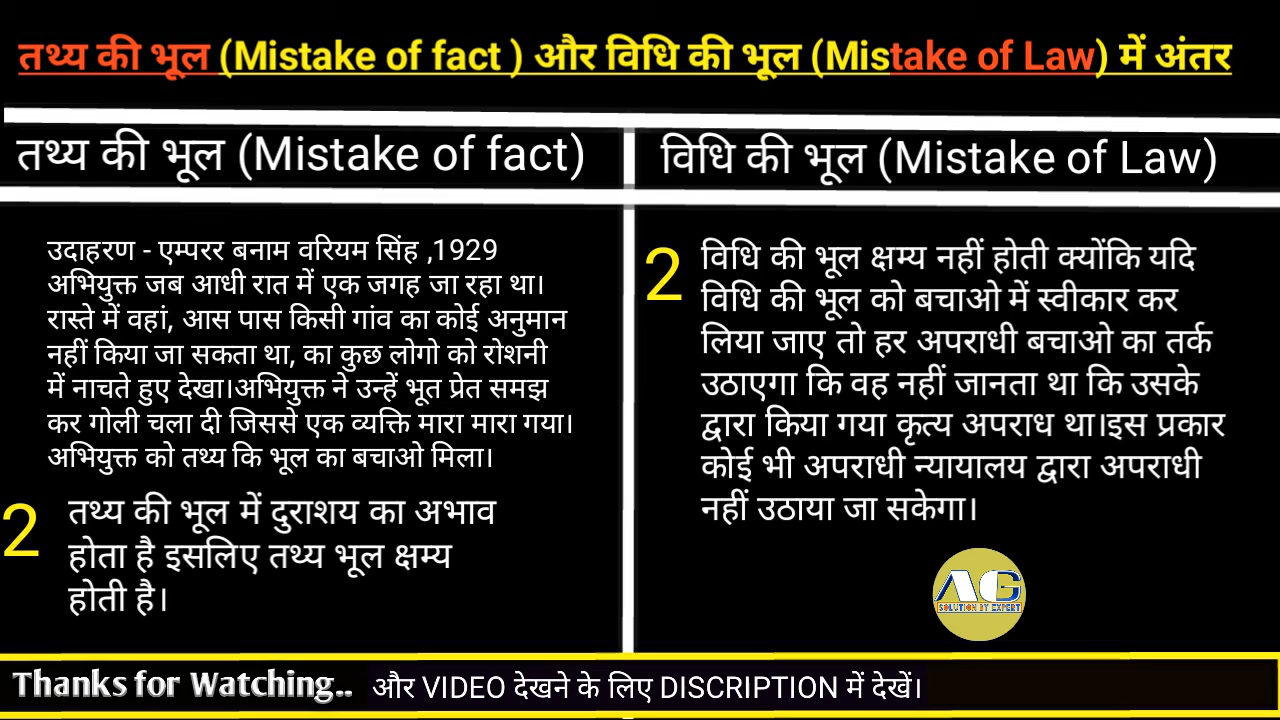 तथ्य की भूल (Mistake of fact ) और विधि की भूल (Mistake of Law) में अंतर
तथ्य की भूल (Mistake of fact)
उदाहरण - एम्परर बनाम वरियम सिंह ,1929
अभियुक्त जब आधी रात में एक जगह जा रहा था।
रास्ते में वहां, आस पास किसी गांव का कोई अनुमान
नहीं किया जा सकता था, का कुछ लोगो को रोशनी
में नाचते हुए देखा।अभियुक्त ने उन्हें भूत प्रेत समझ
कर गोली चला दी जिससे एक व्यक्ति मारा मारा गया।
अभियुक्त को तथ्य कि भूल का बचाओ मिला।
2 तथ्य की भूल में दुराशय का अभाव
होता है इसलिए तथ्य भूल क्षम्य
होती है।
विधि की भूल (Mistake of Law)
2 विधि की भूल क्षम्य नहीं होती क्योंकि यदि
विधि की भूल को बचाओ में स्वीकार कर
लिया जाए तो हर अपराधी बचाओ का तर्क
उठाएगा कि वह नहीं जानता था कि उसके
द्वारा किया गया कृत्य अपराध था।इस प्रकार
कोई भी अपराधी न्यायालय द्वारा अपराधी
नहीं उठाया जा सकेगा।
AG
SOLUTION BY EXPERT
Thanks for Watching.. और VIDEO देखने के लिए DISCRIPTION में देखें।